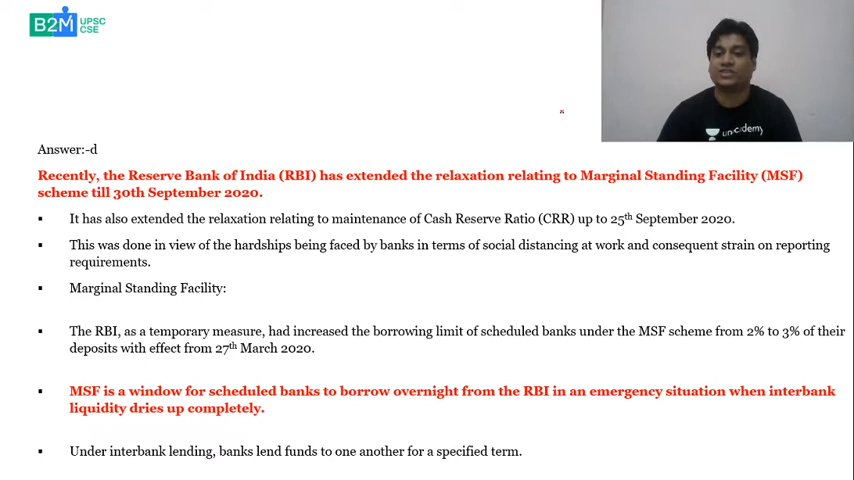 B2M UPSC
CSE
unacademy
Answer:-d
Recently, the Reserve Bank of India (RBI) has extended the relaxation relating to Marginal Standing Facility (MSF)
scheme till 30th September 2020.
▪ It has also extended the relaxation relating to maintenance of Cash Reserve Ratio (CRR) up to 25th September 2020.
▪ This was done in view of the hardships being faced by banks in terms of social distancing at work and consequent strain on reporting
requirements.
▪ Marginal Standing Facility:
▪ The RBI, as a temporary measure, had increased the borrowing limit of scheduled banks under the MSF scheme from 2% to 3% of their
deposits with effect from 27th March 2020.
▪ MSF is a window for scheduled banks to borrow overnight from the RBI in an emergency situation when interbank
liquidity dries up completely.
▪ Under interbank lending, banks lend funds to one another for a specified term.